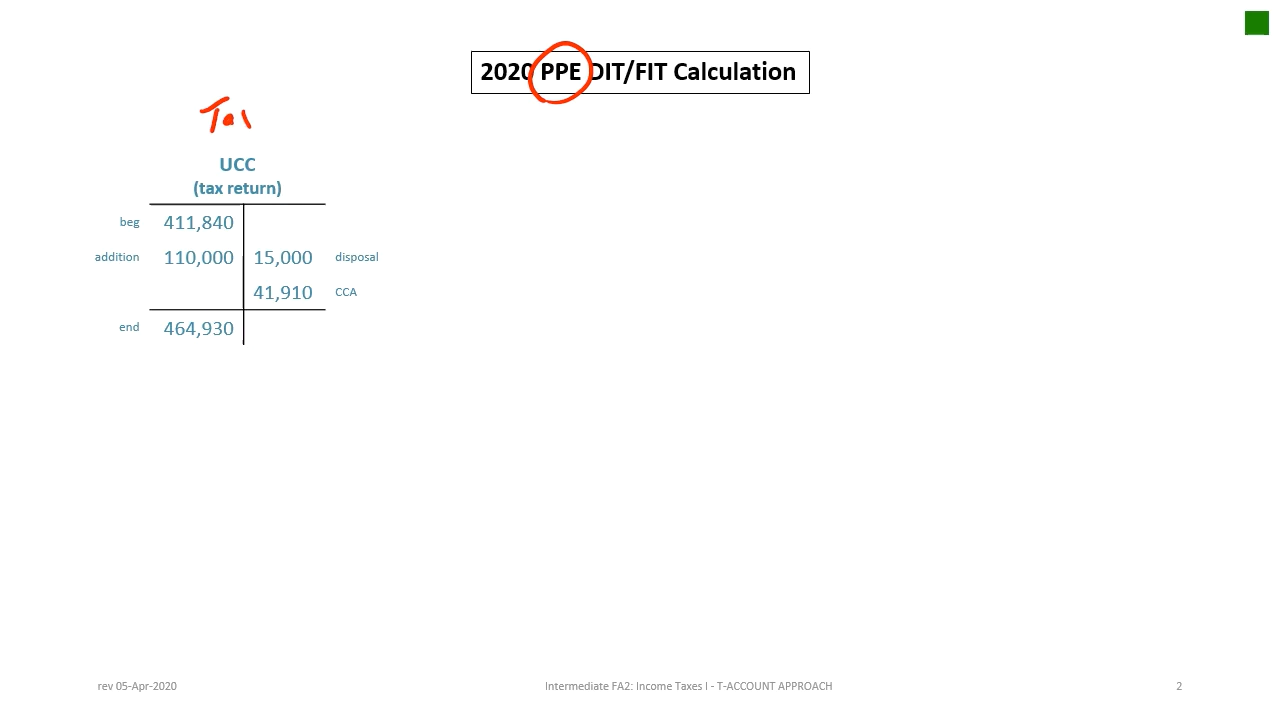 2020 PPE DIT/FIT Calculation
UCC
(tax return)
beg 411,840
addition 110,000 15,000 disposal
41,910 CCA
end 464,930
rev 05-Apr-2020 Intermediate FA2: Income Taxes I - T-ACCOUNT APPROACH 2